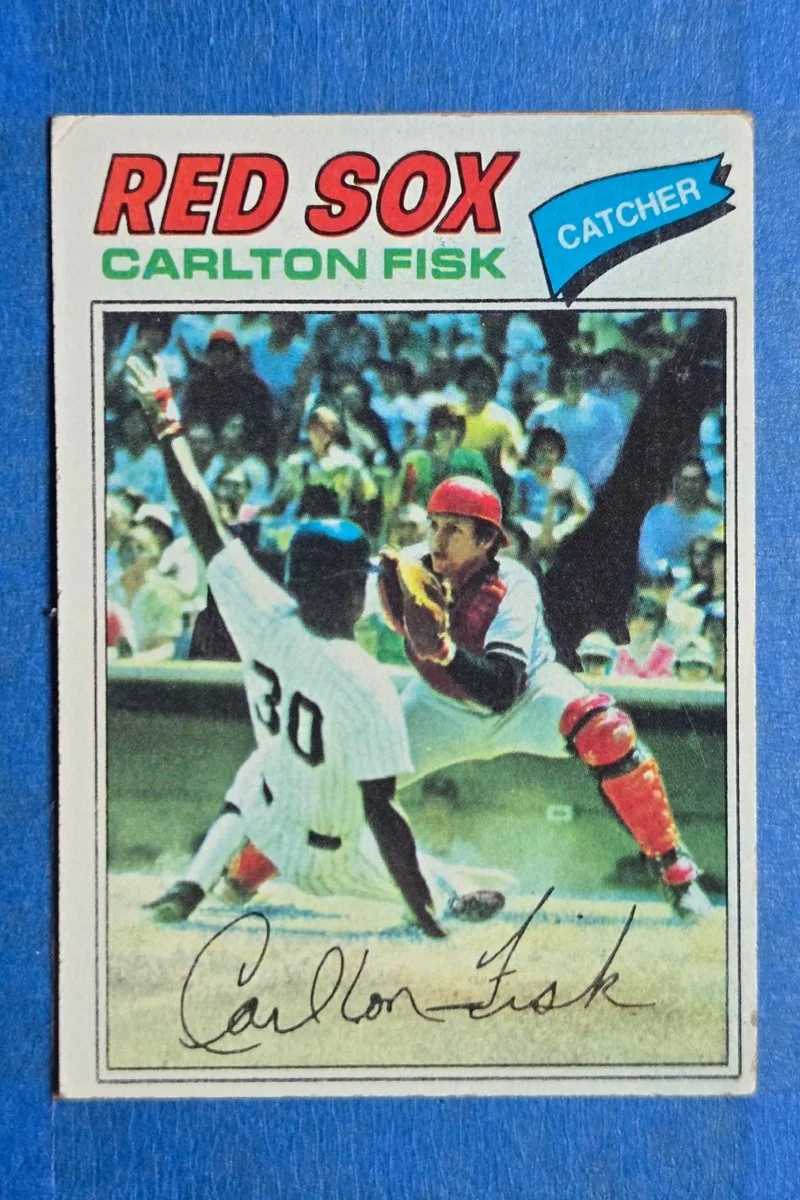 RED SOX
CATCHER
CARLTON FISK
30
Carlton Fisk